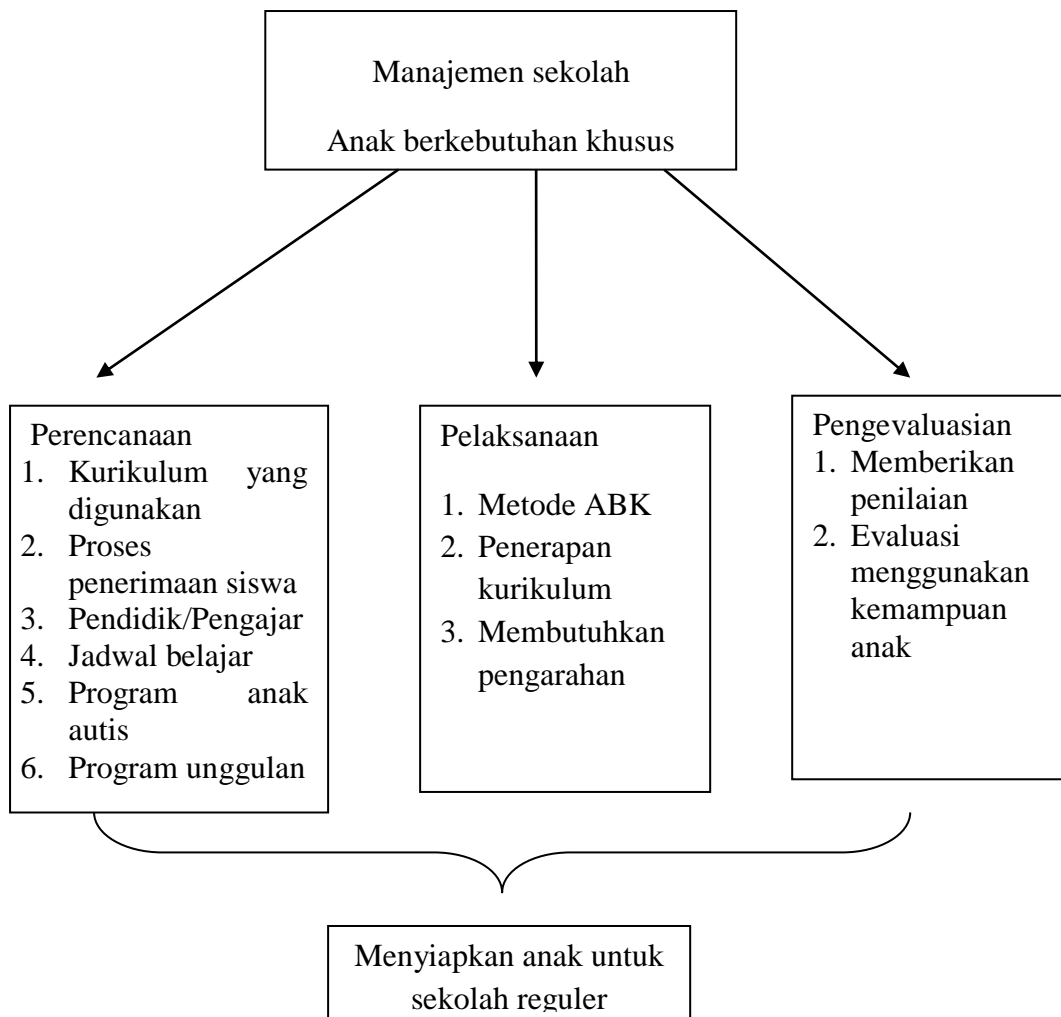 Manajemen sekolah
Anak berkebutuhan khusus
Perencanaan
1. Kurikulum yang
digunakan
2. Proses
penerimaan siswa
3. Pendidik/Pengajar
4. Jadwal belajar
5. Program anak
autis
6. Program unggulan
Pelaksanaan
1. Metode ABK
2. Penerapan
kurikulum
3. Membutuhkan
pengarahan
Pengevaluasian
1. Memberikan
penilaian
2. Evaluasi
menggunakan
kemampuan
anak
Menyiapkan anak untuk
sekolah reguler